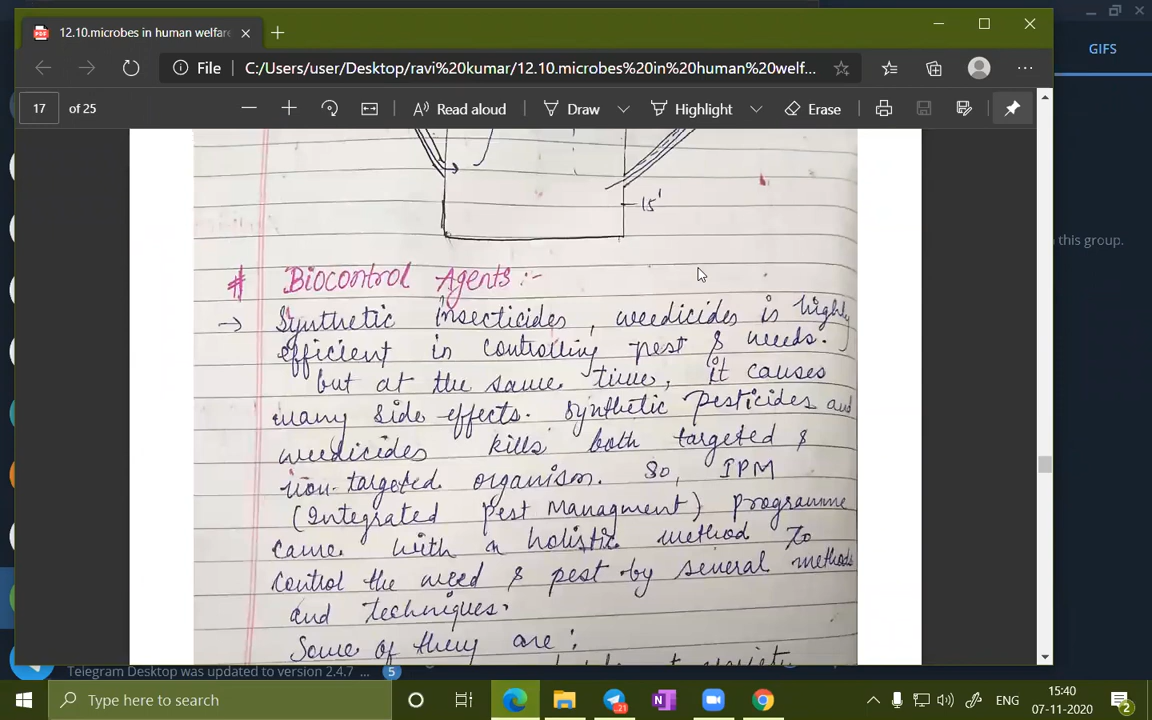 GIFS
12.10.microbes in human welfare
File
C:/Users/user/Desktop/ravi%20kumar/12.10.microbes%20in%20human%20welf...
17 of 25
Read aloud
Draw
Highlight
Erase
15'
# Biocontrol Agents :-
→ Synthetic insecticides, weedicides is highly
efficient in controlling pest & weeds.
but at the same time, it causes
many side effects. Synthetic pesticides and
weedicides kills both targeted &
non-targeted organism. So, IPM
(Integrated pest Managment) programme
came with a holistic method to
control the weed & pest by several methods
and techniques.
Some of they are :
n this group.
Telegram Desktop was updated to version 2.4.7 ...
5
Type here to search
.21
ENG
15:40
07-11-2020
2